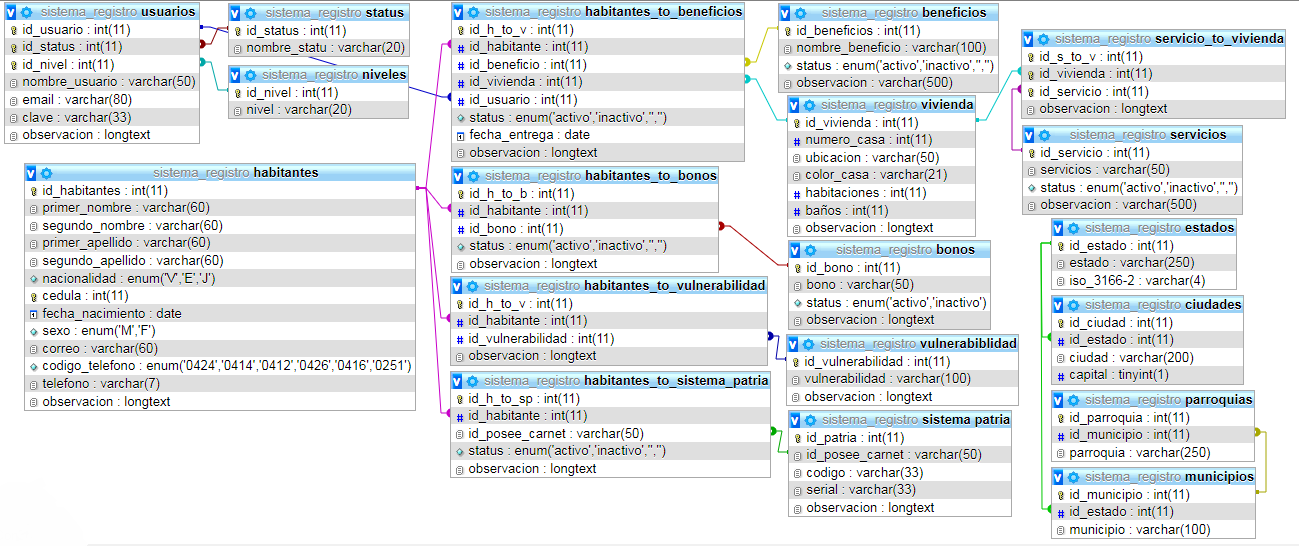 sistema_registro usuarios
id_usuario : int(11)
id_status : int(11)
id_nivel : int(11)
nombre_usuario : varchar(50)
email : varchar(80)
clave : varchar(33)
observacion : longtext
sistema_registro status
id_status : int(11)
nombre_statu : varchar(20)
sistema_registro niveles
id_nivel : int(11)
nivel : varchar(20)
sistema_registro habitantes
id_habitantes : int(11)
primer_nombre : varchar(60)
segundo_nombre : varchar(60)
primer_apellido : varchar(60)
segundo_apellido : varchar(60)
nacionalidad : enum('V','E','J')
cedula : int(11)
fecha_nacimiento : date
sexo : enum('M','F')
correo : varchar(60)
codigo_telefono : enum('0424','0414','0412','0426','0416','0251')
telefono : varchar(7)
observacion : longtext
sistema_registro habitantes_to_beneficios
id_h_to_v : int(11)
id_habitante : int(11)
id_beneficio : int(11)
id_vivienda : int(11)
id_usuario : int(11)
status : enum('activo','inactivo','','')
fecha_entrega : date
observacion : longtext
sistema_registro habitantes_to_bonos
id_h_to_b : int(11)
id_habitante : int(11)
id_bono : int(11)
status : enum('activo','inactivo','','')
observacion : longtext
sistema_registro habitantes_to_vulnerabilidad
id_h_to_v : int(11)
id_habitante : int(11)
id_vulnerabilidad : int(11)
observacion : longtext
sistema_registro habitantes_to_sistema_patria
id_h_to_sp : int(11)
id_habitante : int(11)
id_posee_carnet : varchar(50)
status : enum('activo','inactivo','','')
observacion : longtext
sistema_registro beneficios
id_beneficios : int(11)
nombre_beneficio : varchar(100)
status : enum('activo','inactivo','','')
observacion : varchar(500)
sistema_registro vivienda
id_vivienda : int(11)
numero_casa : int(11)
ubicacion : varchar(50)
color_casa : varchar(21)
habitaciones : int(11)
baños : int(11)
observacion : longtext
sistema_registro bonos
id_bono : int(11)
bono : varchar(50)
status : enum('activo','inactivo')
observacion : longtext
sistema_registro vulnerabiblidad
id_vulnerabilidad : int(11)
vulnerabilidad : varchar(100)
observacion : longtext
sistema_registro sistema patria
id_patria : int(11)
id_posee_carnet : varchar(50)
codigo : varchar(33)
serial : varchar(33)
observacion : longtext
sistema_registro servicio_to_vivienda
id_s_to_v : int(11)
id_vivienda : int(11)
id_servicio : int(11)
observacion : longtext
sistema_registro servicios
id_servicio : int(11)
servicios : varchar(50)
status : enum('activo','inactivo','','')
observacion : varchar(500)
sistema_registro estados
id_estado : int(11)
estado : varchar(250)
iso_3166-2 : varchar(4)
sistema_registro ciudades
id_ciudad : int(11)
id_estado : int(11)
ciudad : varchar(200)
capital : tinyint(1)
sistema_registro parroquias
id_parroquia : int(11)
id_municipio : int(11)
parroquia : varchar(250)
sistema_registro municipios
id_municipio : int(11)
id_estado : int(11)
municipio : varchar(100)